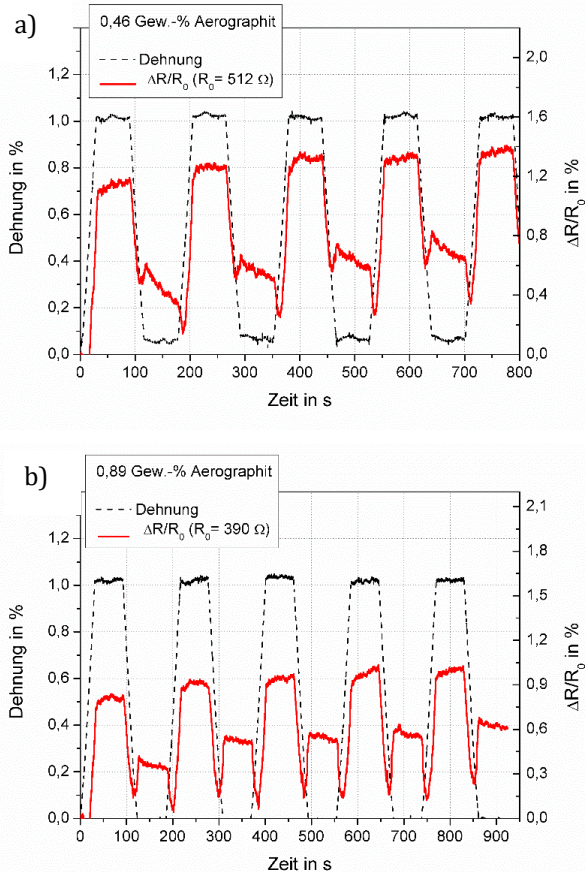 a)
0,46 Gew.-% Aerographit
Dehnung
ΔR/R₀ (R₀= 512 Ω)
1,2
1,0
0,8
0,6
0,4
0,2
0,0
Dehnung in %
2,0
1,6
1,2
0,8
0,4
0,0
ΔR/R₀ in %
0 100 200 300 400 500 600 700 800
Zeit in s
b)
0,89 Gew.-% Aerographit
Dehnung
ΔR/R₀ (R₀= 390 Ω)
1,2
1,0
0,8
0,6
0,4
0,2
0,0
Dehnung in %
2,1
1,8
1,5
1,2
0,9
0,6
0,3
0,0
ΔR/R₀ in %
0 100 200 300 400 500 600 700 800 900
Zeit in s